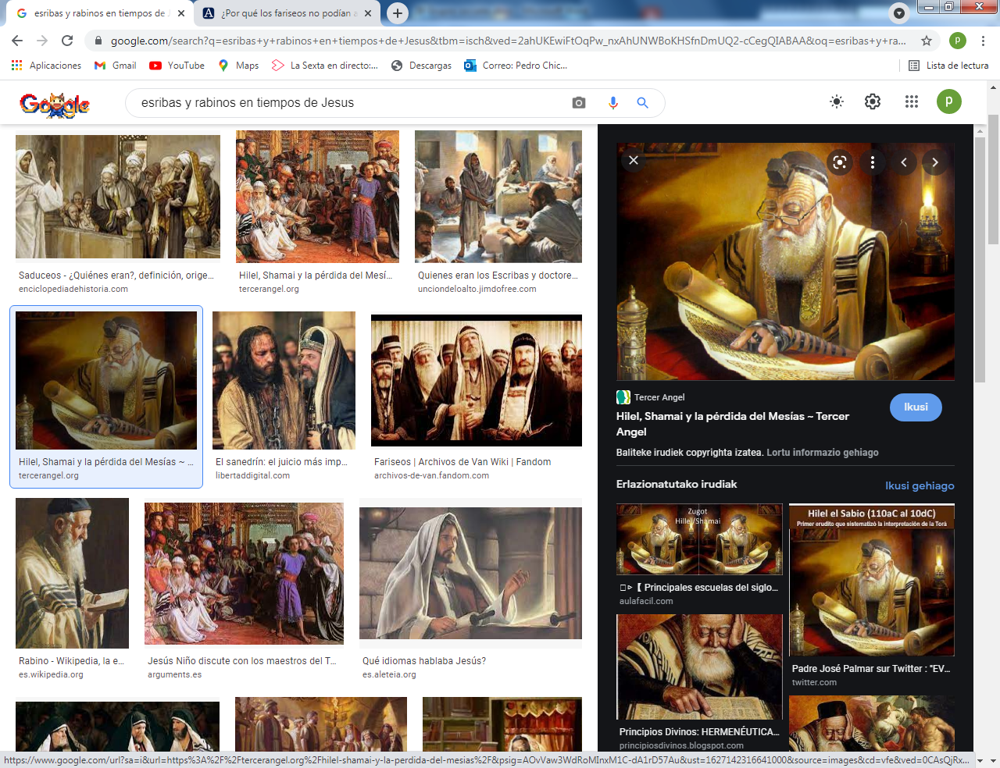 esribas y rabinos en tiempos de J
¿Por qué los fariseos no podían a
google.com/search?q=esribas+y+rabinos+en+tiempos+de+Jesus&tbm=isch&ved=2ahUKEwiFtOqPw_nxAhUNWBoKHSfnDmUQ2-cCegQIABAA&oq=esribas+y+ra...
p
Aplicaciones
Gmail
YouTube
Maps
La Sexta en directo:...
Descargas
Correo: Pedro Chic...
Lista de lectura
Google
esribas y rabinos en tiempos de Jesus
p
Saduceos - ¿Quiénes eran?, definición, orige...
enciclopediadehistoria.com
Hilel, Shamai y la pérdida del Mesí...
tercerangel.org
Quienes eran los Escribas y doctore...
unciondeloalto.jimdofree.com
Hilel, Shamai y la pérdida del Mesías ~ ...
tercerangel.org
El sanedrín: el juicio más imp...
libertaddigital.com
Fariseos | Archivos de Van Wiki | Fandom
archivos-de-van.fandom.com
Rabino - Wikipedia, la e...
es.wikipedia.org
Jesús Niño discute con los maestros del T...
arguments.es
Qué idiomas hablaba Jesús?
es.aleteia.org
Tercer Angel
Hilel, Shamai y la pérdida del Mesías ~ Tercer
Angel
Ikusi
Baliteke irudiek copyrighta izatea. Lortu informazio gehiago
Erlazionatutako irudiak
Ikusi gehiago
Zugot
Hillel/Shamai
【 Principales escuelas del siglo...
aulafacil.com
Hilel el Sabio (110aC al 10dC)
Primer erudito que sistematizó la interpretación de la Torá
Padre José Palmar sur Twitter : "EV...
twitter.com
Principios Divinos: HERMENÉUTICA...
principiosdivinos.blogspot.com
https://www.google.com/url?sa=i&url=https%3A%2F%2Ftercerangel.org%2Fhilel-shamai-y-la-perdida-del-mesias%2F&psig=AOvVaw3WdRoMInxM1C-dA1rD57Au&ust=1627142316641000&source=images&cd=vfe&ved=0CAsQjRx...